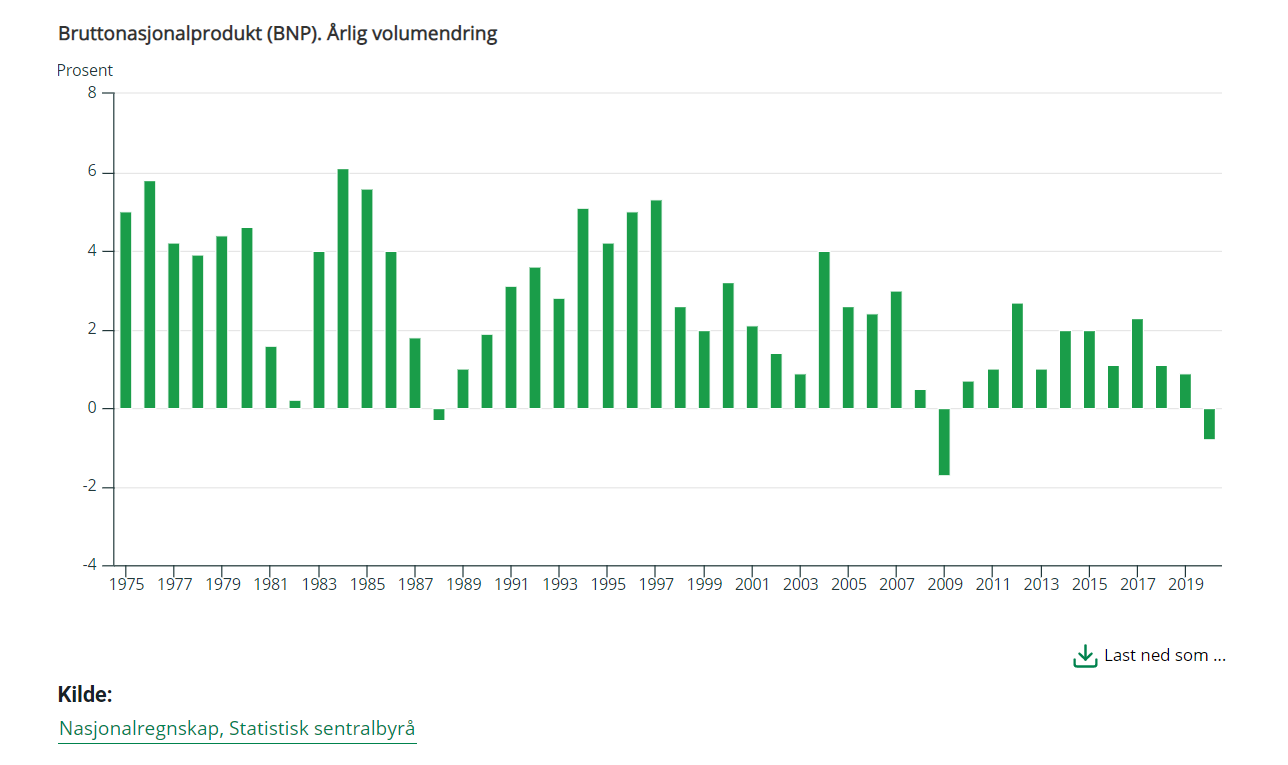 Bruttonasjonalprodukt (BNP). Årlig volumendring
Prosent
8
6
4
2
0
-2
-4
1975 1977 1979 1981 1983 1985 1987 1989 1991 1993 1995 1997 1999 2001 2003 2005 2007 2009 2011 2013 2015 2017 2019
Last ned som ...
Kilde:
Nasjonalregnskap, Statistisk sentralbyrå